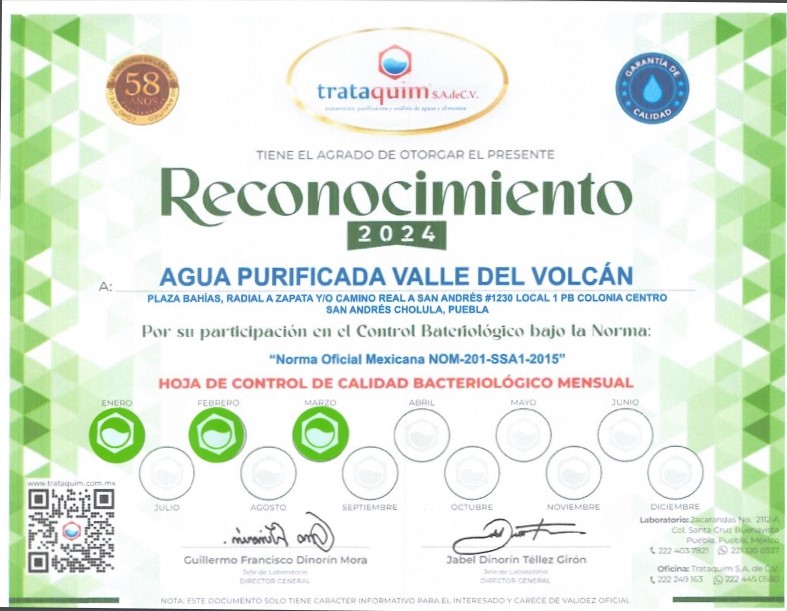 58
AÑOS
trataquim S.A.deC.V.
tratamiento, purificación y análisis de aguas y alimentos
GARANTÍA DE
CALIDAD
TIENE EL AGRADO DE OTORGAR EL PRESENTE
Reconocimiento
2024
A: AGUA PURIFICADA VALLE DEL VOLCÁN
PLAZA BAHÍAS, RADIAL A ZAPATA Y/O CAMINO REAL A SAN ANDRÉS #1230 LOCAL 1 PB COLONIA CENTRO
SAN ANDRÉS CHOLULA, PUEBLA
Por su participación en el Control Bateriológico bajo la Norma:
“Norma Oficial Mexicana NOM-201-SSA1-2015”
HOJA DE CONTROL DE CALIDAD BACTERIOLÓGICO MENSUAL
ENERO FEBRERO MARZO ABRIL MAYO JUNIO
JULIO AGOSTO SEPTIEMBRE OCTUBRE NOVIEMBRE DICIEMBRE
www.trataquim.com.mx
Guillermo Francisco Dinorín Mora
Jefe de Laboratorio
DIRECTOR GENERAL
Jabel Dinorín Téllez Girón
Jefe de Laboratorio
DIRECTOR GENERAL
Laboratorio: Jacarandas No. 2112-A
Col. Santa Cruz Buenavista
Puebla, Puebla, México
222 403 7821 221 120 0337
Oficina: Trataquim S.A. de C.V.
222 249 163 222 445 0580
NOTA: ESTE DOCUMENTO SOLO TIENE CARACTER INFORMATIVO PARA EL INTERESADO Y CARECE DE VALIDEZ OFICIAL